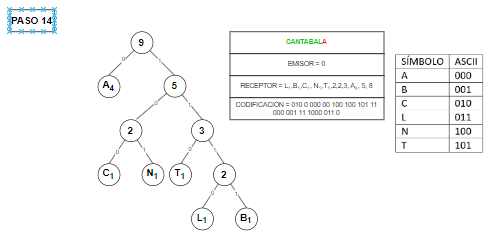 PASO 14
CANTABALA
EMISOR = 0
RECEPTOR = L₁,B₁,C₁, N₁,T₁,2,2,3, A₄, 5, 8
CODIFICACIÓN = 010 0 000 00 100 100 101 11
000 001 11 1000 011 0
SÍMBOLO ASCII
A 000
B 001
C 010
L 011
N 100
T 101
9
0 1
A₄ 5
0 1
2 3
0 1 0 1
C₁ N₁ T₁ 2
0 1
L₁ B₁